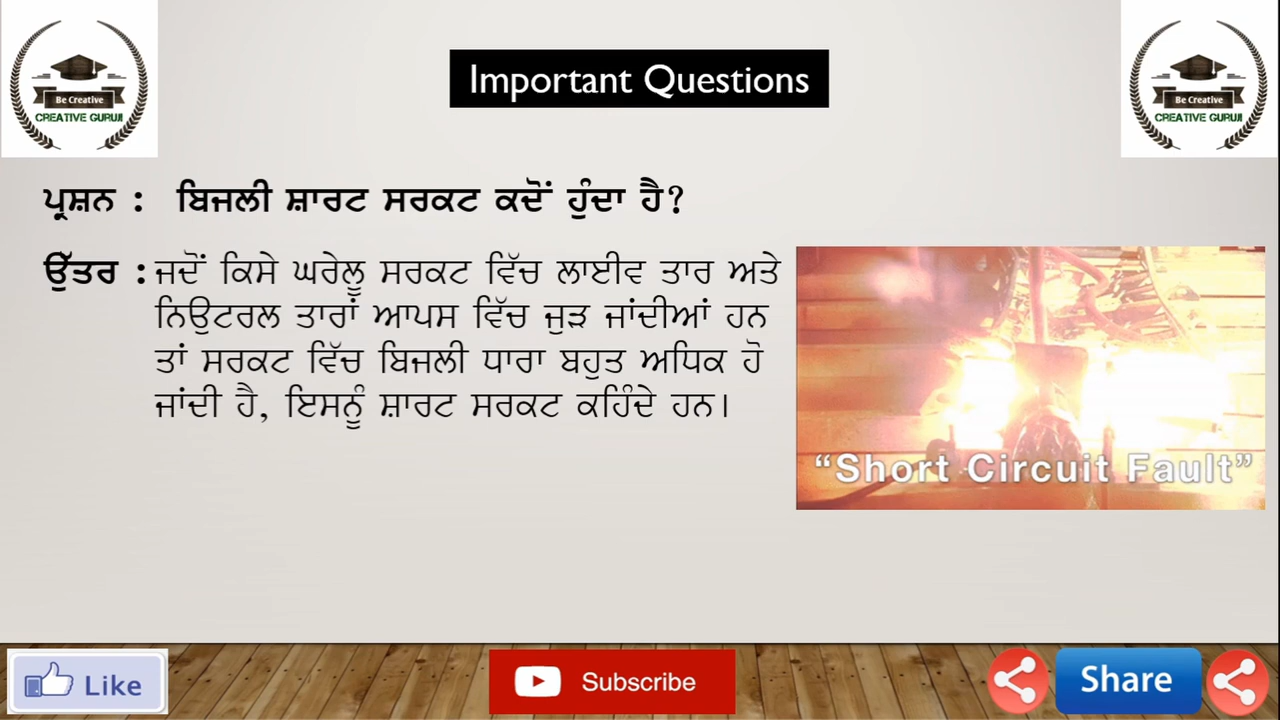 Be Creative
CREATIVE GURUJI
Important Questions
Be Creative
CREATIVE GURUJI
ਪ੍ਰਸ਼ਨ : ਬਿਜਲੀ ਸ਼ਾਰਟ ਸਰਕਟ ਕਦੋਂ ਹੁੰਦਾ ਹੈ?
ਉੱਤਰ : ਜਦੋਂ ਕਿਸੇ ਘਰੇਲੂ ਸਰਕਟ ਵਿੱਚ ਲਾਈਵ ਤਾਰ ਅਤੇ
ਨਿਊਟਰਲ ਤਾਰਾਂ ਆਪਸ ਵਿੱਚ ਜੁੜ ਜਾਂਦੀਆਂ ਹਨ
ਤਾਂ ਸਰਕਟ ਵਿੱਚ ਬਿਜਲੀ ਧਾਰਾ ਬਹੁਤ ਅਧਿਕ ਹੋ
ਜਾਂਦੀ ਹੈ, ਇਸਨੂੰ ਸ਼ਾਰਟ ਸਰਕਟ ਕਹਿੰਦੇ ਹਨ।
“Short Circuit Fault”
Like
Subscribe
Share